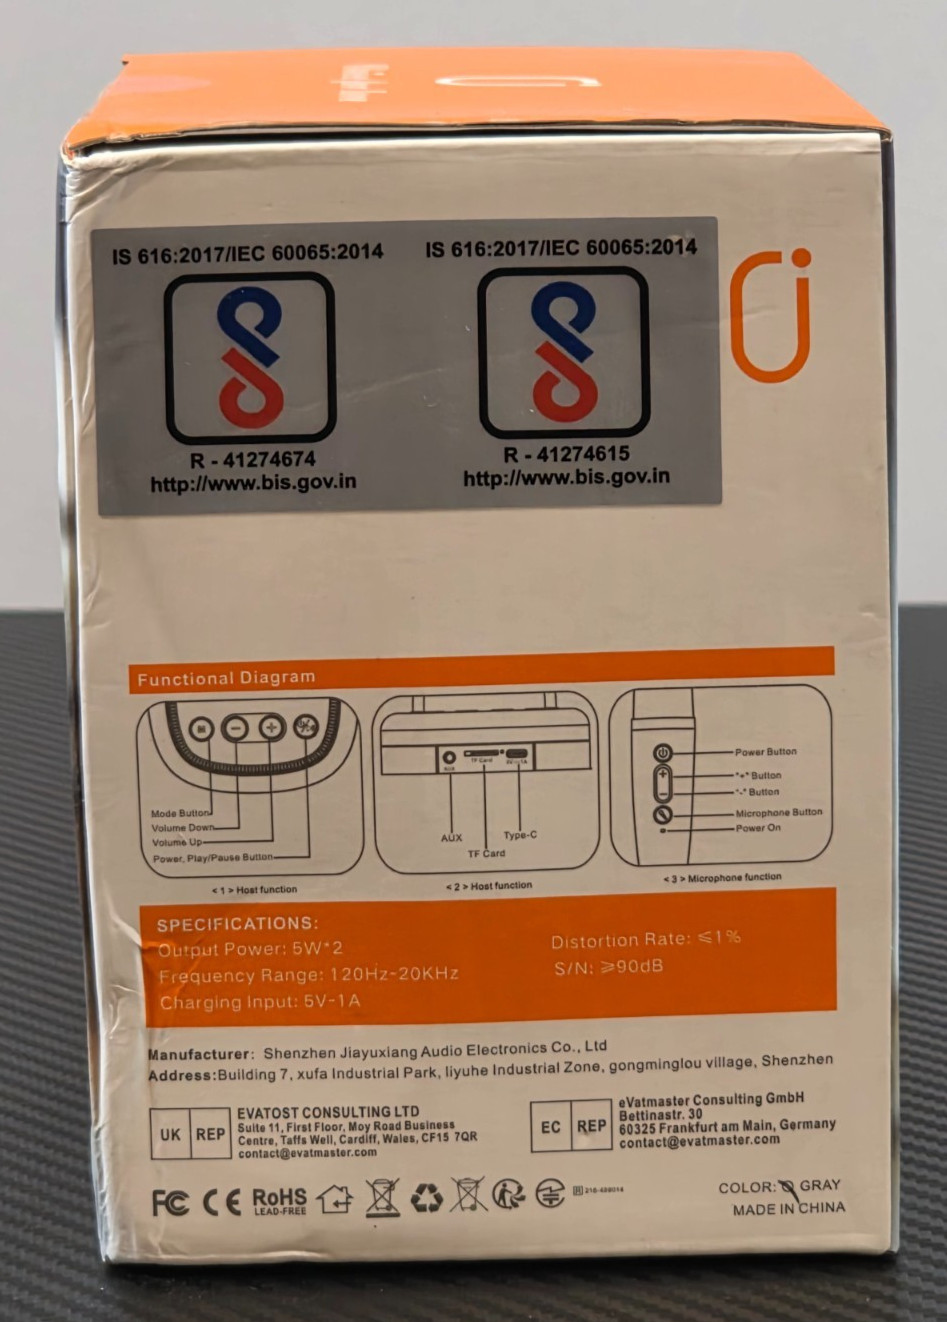 IS 616:2017/IEC 60065:2014
R - 41274674
http://www.bis.gov.in
IS 616:2017/IEC 60065:2014
R - 41274615
http://www.bis.gov.in
Functional Diagram
Mode Button
Volume Down
Volume Up
Power, Play/Pause Button
< 1 > Host function
AUX
TF Card
5V⎓1A
AUX
TF Card
Type-C
< 2 > Host function
Power Button
"+" Button
"-" Button
Microphone Button
Power On
< 3 > Microphone function
SPECIFICATIONS:
Output Power: 5W*2
Frequency Range: 120Hz-20KHz
Charging Input: 5V-1A
Distortion Rate: ≤1%
S/N: ≥90dB
Manufacturer: Shenzhen Jiayuxiang Audio Electronics Co., Ltd
Address:Building 7, xufa Industrial Park, liyuhe Industrial Zone, gongminglou village, Shenzhen
UK REP
EVATOST CONSULTING LTD
Suite 11, First Floor, Moy Road Business
Centre, Taffs Well, Cardiff, Wales, CF15 7QR
contact@evatmaster.com
EC REP
eVatmaster Consulting GmbH
Bettinastr. 30
60325 Frankfurt am Main, Germany
contact@evatmaster.com
FC CE RoHS
LEAD-FREE
COLOR: GRAY
MADE IN CHINA